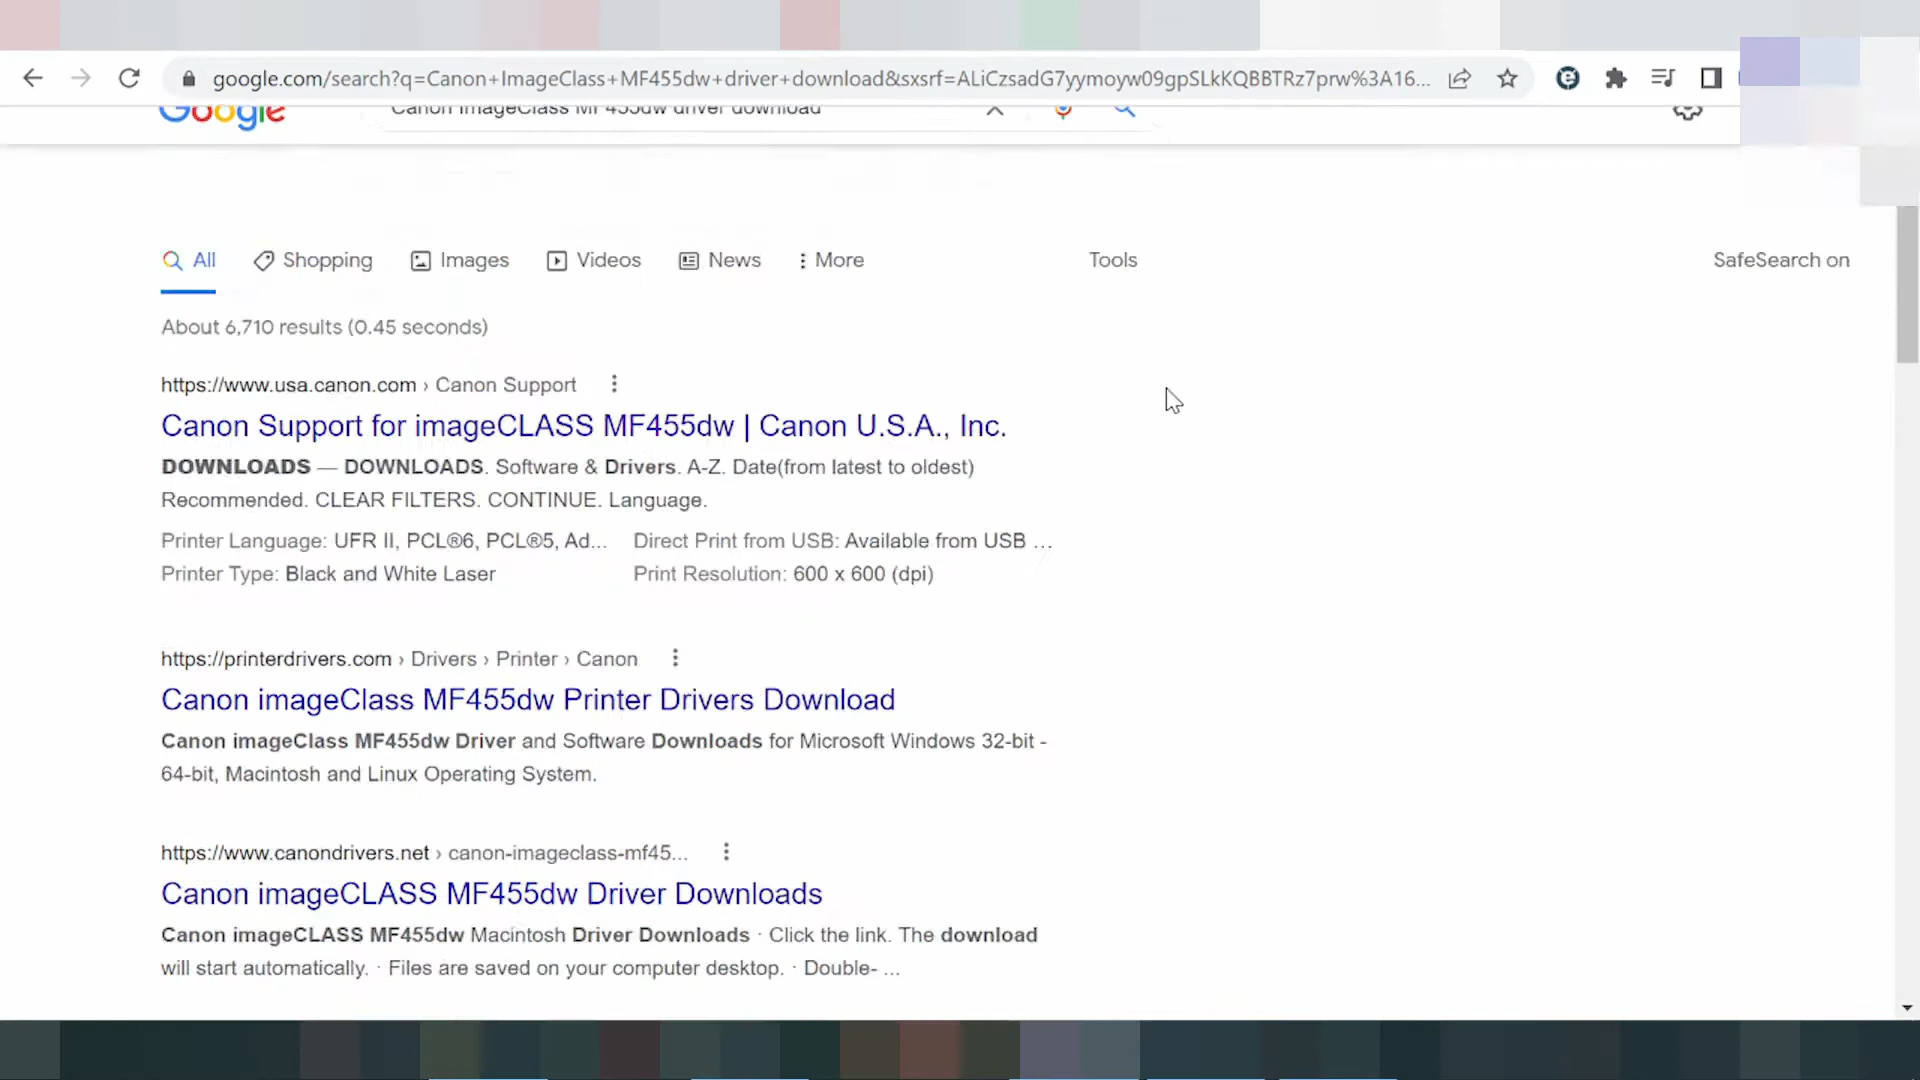 google.com/search?q=Canon+ImageClass+MF455dw+driver+download&sxsrf=ALiCzsadG7yymoyw09gpSLkKQBBTRz7prw%3A16...
Google Canon ImageClass MF455dw driver download
All Shopping Images Videos News More Tools SafeSearch on
About 6,710 results (0.45 seconds)
https://www.usa.canon.com › Canon Support
Canon Support for imageCLASS MF455dw | Canon U.S.A., Inc.
DOWNLOADS — DOWNLOADS. Software & Drivers. A-Z. Date(from latest to oldest)
Recommended. CLEAR FILTERS. CONTINUE. Language.
Printer Language: UFR II, PCL®6, PCL®5, Ad... Direct Print from USB: Available from USB ...
Printer Type: Black and White Laser Print Resolution: 600 x 600 (dpi)
https://printerdrivers.com › Drivers › Printer › Canon
Canon imageClass MF455dw Printer Drivers Download
Canon imageClass MF455dw Driver and Software Downloads for Microsoft Windows 32-bit -
64-bit, Macintosh and Linux Operating System.
https://www.canondrivers.net › canon-imageclass-mf45...
Canon imageCLASS MF455dw Driver Downloads
Canon imageCLASS MF455dw Macintosh Driver Downloads · Click the link. The download
will start automatically. · Files are saved on your computer desktop. · Double- ...